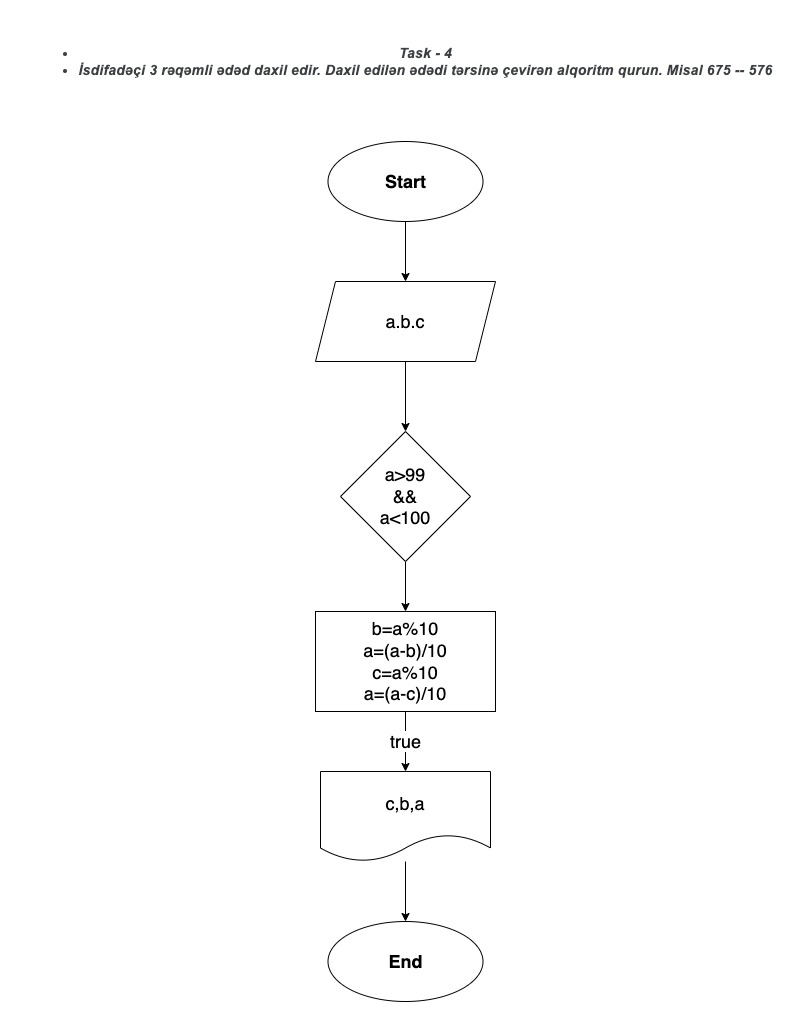 Task - 4
İsdifadəçi 3 rəqəmli ədəd daxil edir. Daxil edilən ədədi tərsinə çevirən alqoritm qurun. Misal 675 -- 576
Start
a.b.c
a>99
&&
a<100
b=a%10
a=(a-b)/10
c=a%10
a=(a-c)/10
true
c,b,a
End